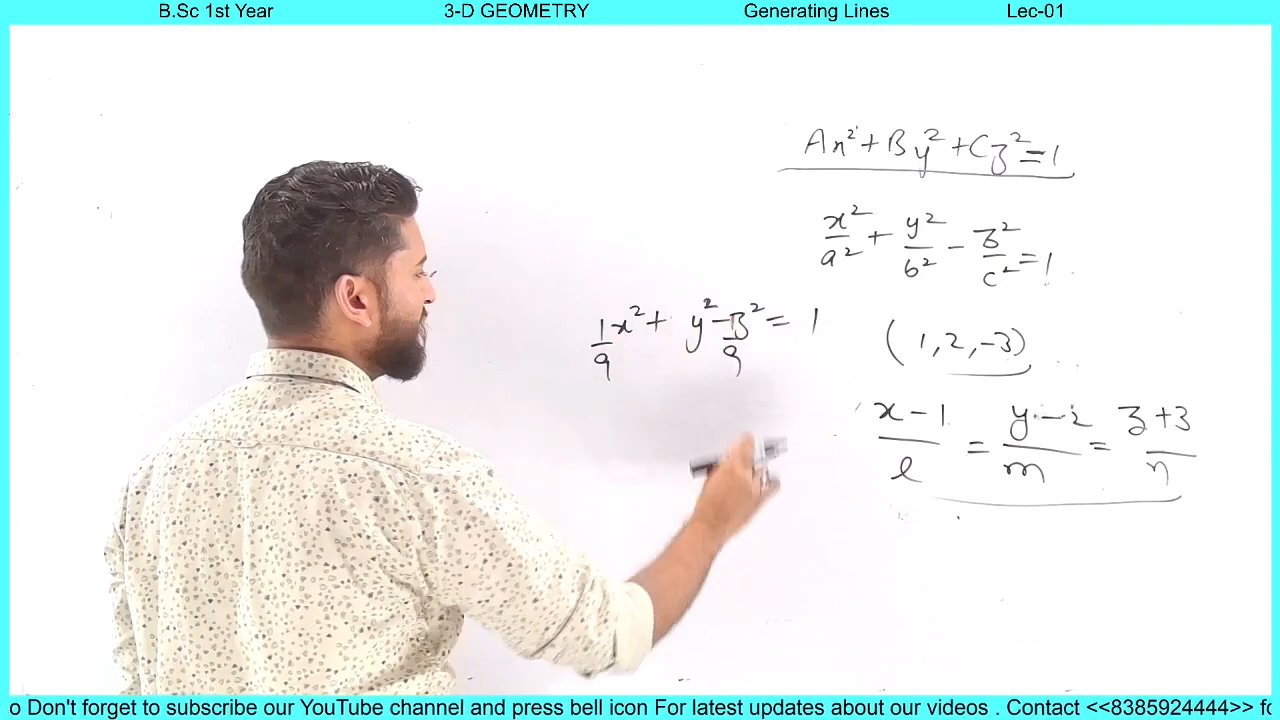 B.Sc 1st Year 3-D GEOMETRY Generating Lines Lec-01
Ax²+By²+Cz²=1
x²/a² + y²/b² - z²/c² = 1
1/9 x² + y² - z²/9 = 1
(1,2,-3)
x-1/l = y-2/m = z+3/n
o Don't forget to subscribe our YouTube channel and press bell icon For latest updates about our videos . Contact <<8385924444>> fo